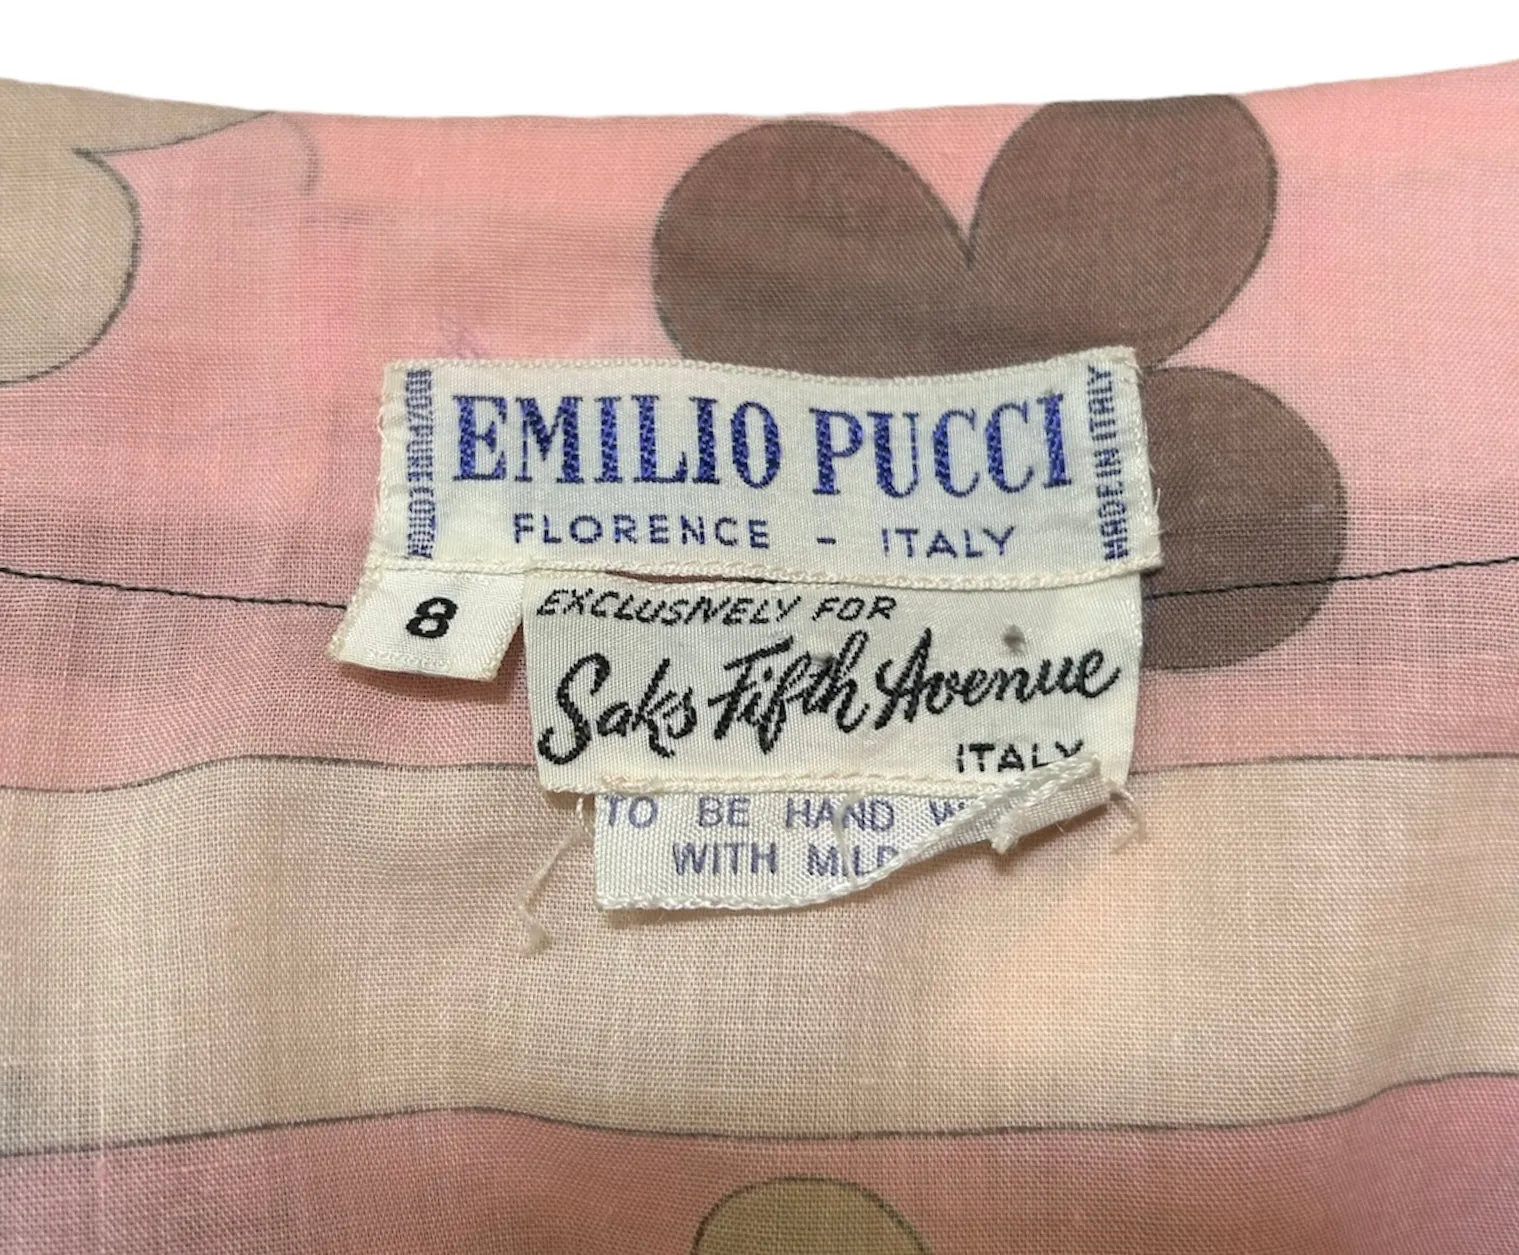 EMILIO PUCCI
FLORENCE - ITALY
100% PURE COTTON
MADE IN ITALY
8
EXCLUSIVELY FOR
Saks Fifth Avenue
ITALY
TO BE HAND
WITH MILD